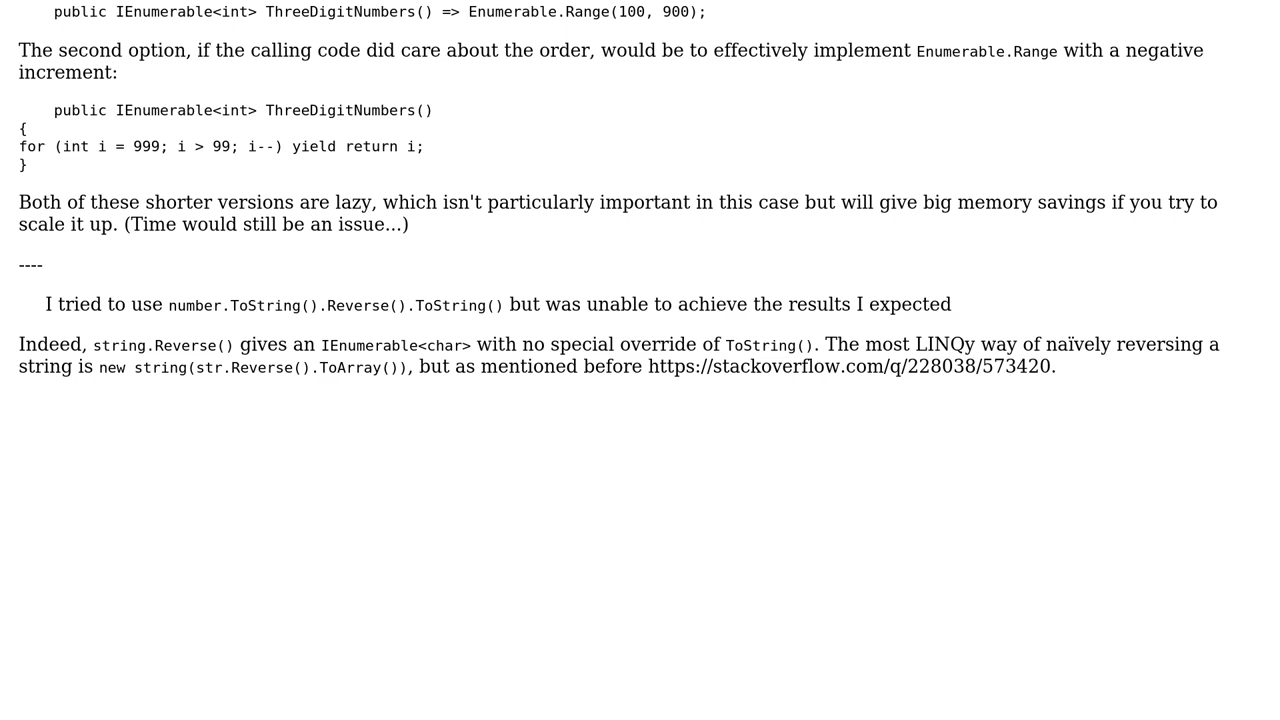 public IEnumerable<int> ThreeDigitNumbers() => Enumerable.Range(100, 900);
The second option, if the calling code did care about the order, would be to effectively implement Enumerable.Range with a negative
increment:
public IEnumerable<int> ThreeDigitNumbers()
{
for (int i = 999; i > 99; i--) yield return i;
}
Both of these shorter versions are lazy, which isn't particularly important in this case but will give big memory savings if you try to
scale it up. (Time would still be an issue...)
----
I tried to use number.ToString().Reverse().ToString() but was unable to achieve the results I expected
Indeed, string.Reverse() gives an IEnumerable<char> with no special override of ToString(). The most LINQy way of naïvely reversing a
string is new string(str.Reverse().ToArray()), but as mentioned before https://stackoverflow.com/q/228038/573420.